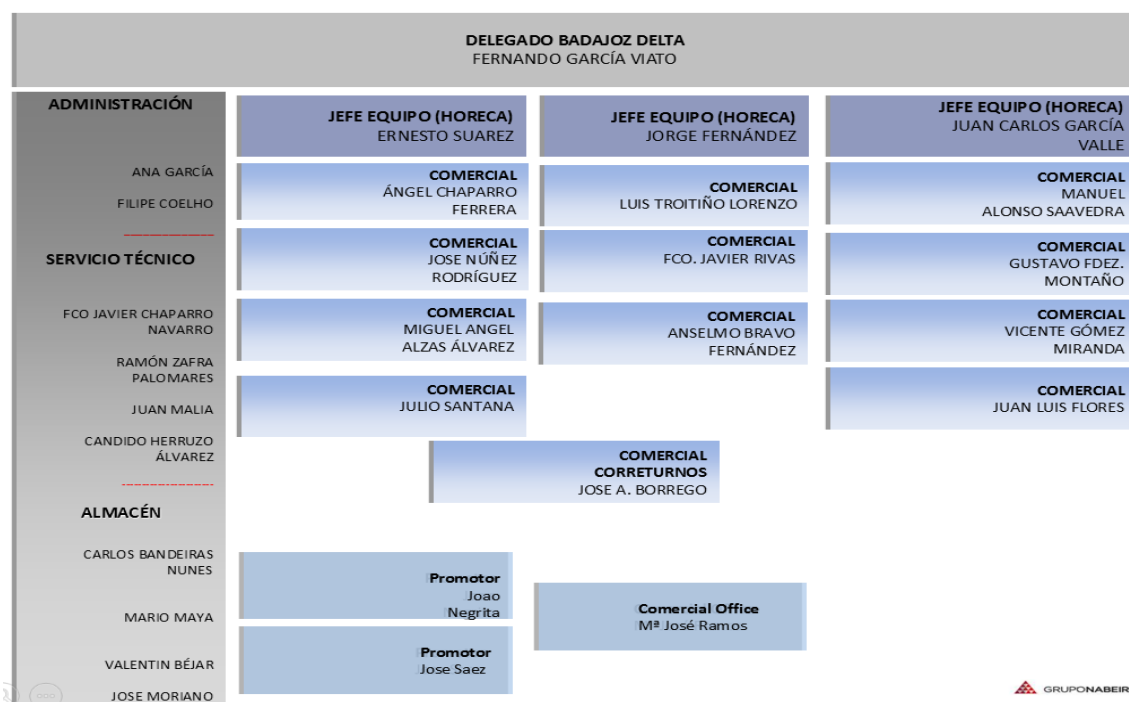 DELEGADO BADAJOZ DELTA
FERNANDO GARCÍA VIATO
ADMINISTRACIÓN
ANA GARCÍA
FILIPE COELHO
SERVICIO TÉCNICO
FCO JAVIER CHAPARRO
NAVARRO
RAMÓN ZAFRA
PALOMARES
JUAN MALIA
CANDIDO HERRUZO
ÁLVAREZ
ALMACÉN
CARLOS BANDEIRAS
NUNES
MARIO MAYA
VALENTIN BÉJAR
JOSE MORIANO
JEFE EQUIPO (HORECA)
ERNESTO SUAREZ
COMERCIAL
ÁNGEL CHAPARRO
FERRERA
COMERCIAL
JOSE NÚÑEZ
RODRÍGUEZ
COMERCIAL
MIGUEL ANGEL
ALZAS ÁLVAREZ
COMERCIAL
JULIO SANTANA
JEFE EQUIPO (HORECA)
JORGE FERNÁNDEZ
COMERCIAL
LUIS TROITIÑO LORENZO
COMERCIAL
FCO. JAVIER RIVAS
COMERCIAL
ANSELMO BRAVO
FERNÁNDEZ
JEFE EQUIPO (HORECA)
JUAN CARLOS GARCÍA
VALLE
COMERCIAL
MANUEL
ALONSO SAAVEDRA
COMERCIAL
GUSTAVO FDEZ.
MONTAÑO
COMERCIAL
VICENTE GÓMEZ
MIRANDA
COMERCIAL
JUAN LUIS FLORES
COMERCIAL
CORRETURNOS
JOSE A. BORREGO
Promotor
Joao
Negrita
Promotor
Jose Saez
Comercial Office
Mª José Ramos
GRUPONABEIR